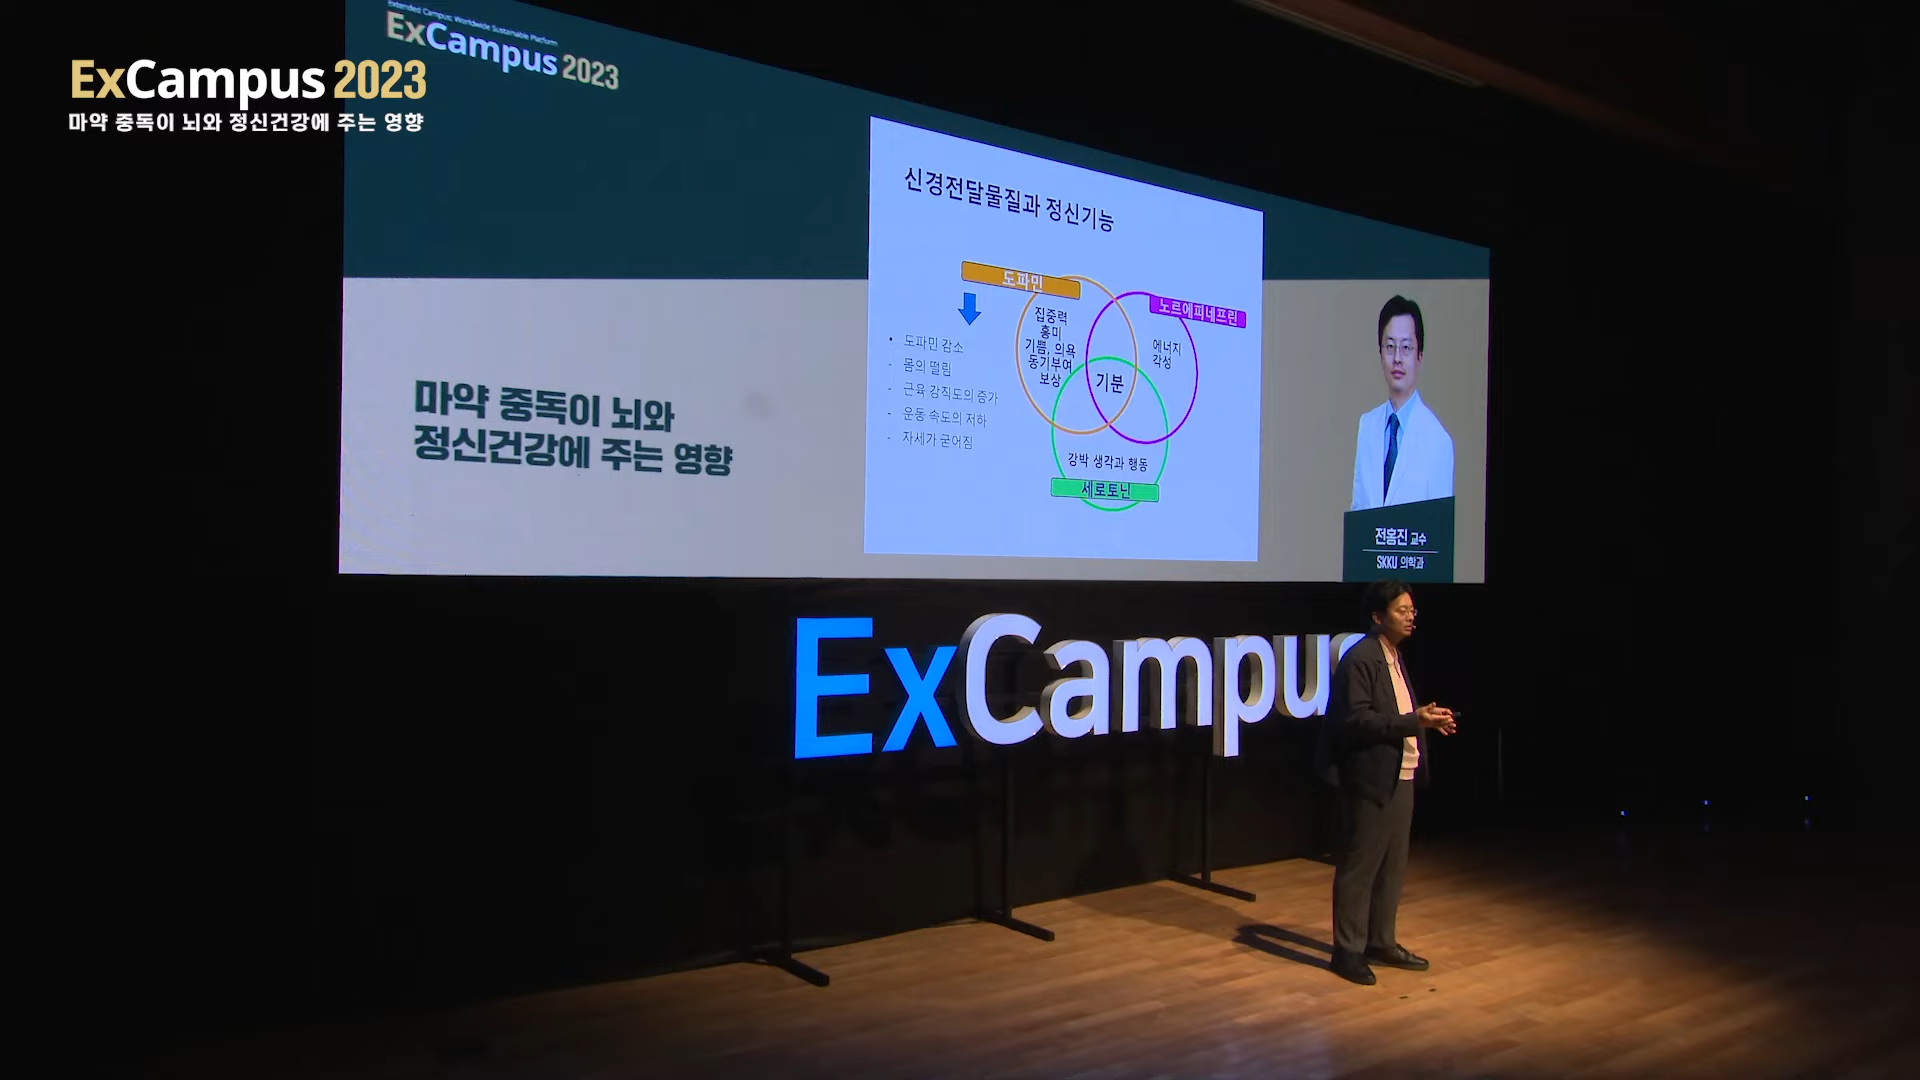 ExCampus 2023
마약 중독이 뇌와 정신건강에 주는 영향
Extended Campus: Worldwide Sustainable Platform
ExCampus 2023
마약 중독이 뇌와
정신건강에 주는 영향
신경전달물질과 정신기능
도파민
노르에피네프린
집중력
흥미
기쁨, 의욕
동기부여
보상
에너지
각성
기분
강박 생각과 행동
세로토닌
• 도파민 감소
- 몸의 떨림
- 근육 강직도의 증가
- 운동 속도의 저하
- 자세가 굳어짐
전홍진 교수
SKKU 의학과
ExCampus